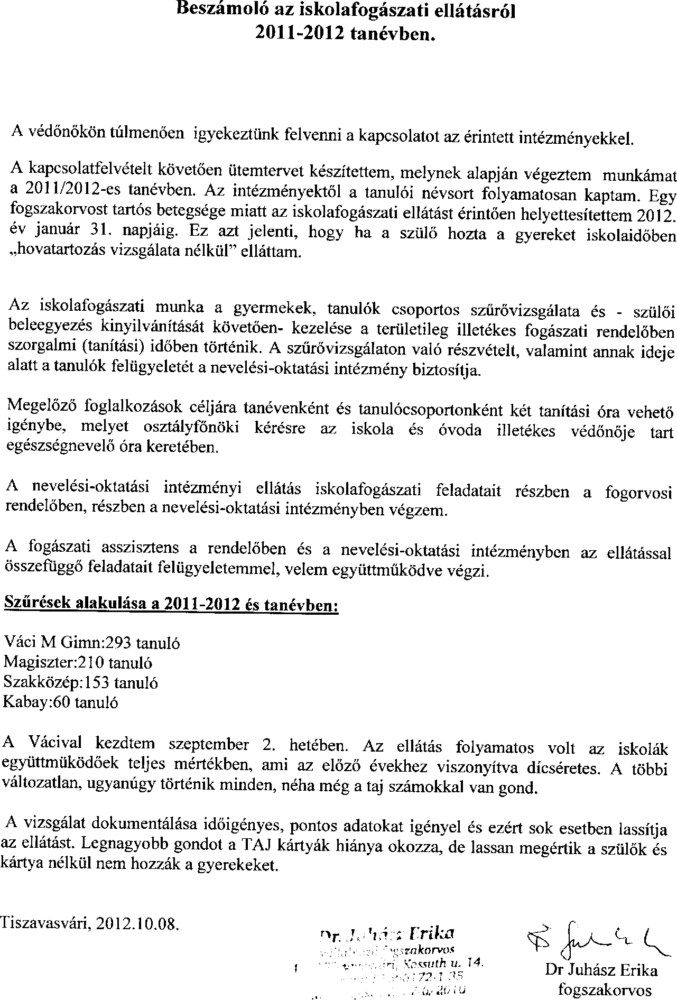 Beszámoló az iskolafogászati ellátásról
2011-2012 tanévben.
A védőnőkön túlmenően igyekeztünk felvenni a kapcsolatot az érintett intézményekkel.
A kapcsolatfelvételt követően ütemtervet készítettem, melynek alapján végeztem munkámat
a 2011/2012-es tanévben. Az intézményektől a tanulói névsort folyamatosan kaptam. Egy
fogszakorvost tartós betegsége miatt az iskolafogászati ellátást érintően helyettesítettem 2012.
év január 31. napjáig. Ez azt jelenti, hogy ha a szülő hozta a gyereket iskolaidőben
„hovatartozás vizsgálata nélkül” elláttam.
Az iskolafogászati munka a gyermekek, tanulók csoportos szűrővizsgálata és - szülői
beleegyezés kinyilvánítását követően- kezelése a területileg illetékes fogászati rendelőben
szorgalmi (tanítási) időben történik. A szűrővizsgálaton való részvételt, valamint annak ideje
alatt a tanulók felügyeletét a nevelési-oktatási intézmény biztosítja.
Megelőző foglalkozások céljára tanévenként és tanulócsoportonként két tanítási óra vehető
igénybe, melyet osztályfőnöki kérésre az iskola és óvoda illetékes védőnője tart
egészségnevelő óra keretében.
A nevelési-oktatási intézményi ellátás iskolafogászati feladatait részben a fogorvosi
rendelőben, részben a nevelési-oktatási intézményben végzem.
A fogászati asszisztens a rendelőben és a nevelési-oktatási intézményben az ellátással
összefüggő feladatait felügyeletemmel, velem együttműködve végzi.
Szűrések alakulása a 2011-2012 és tanévben:
Váci M Gimn:293 tanuló
Magiszter:210 tanuló
Szakközép:153 tanuló
Kabay:60 tanuló
A Vácival kezdtem szeptember 2. hetében. Az ellátás folyamatos volt az iskolák
együttmüködőek teljes mértékben, ami az előző évekhez viszonyítva dícséretes. A többi
változatlan, ugyanúgy történik minden, néha még a taj számokkal van gond.
A vizsgálat dokumentálása időigényes, pontos adatokat igényel és ezért sok esetben lassítja
az ellátást. Legnagyobb gondot a TAJ kártyák hiánya okozza, de lassan megértik a szülők és
kártya nélkül nem hozzák a gyerekeket.
Tiszavasvári, 2012.10.08.
Dr. Juhász Erika
fogszakorvos
Kossuth u. 14.
Dr Juhász Erika
fogszakorvos